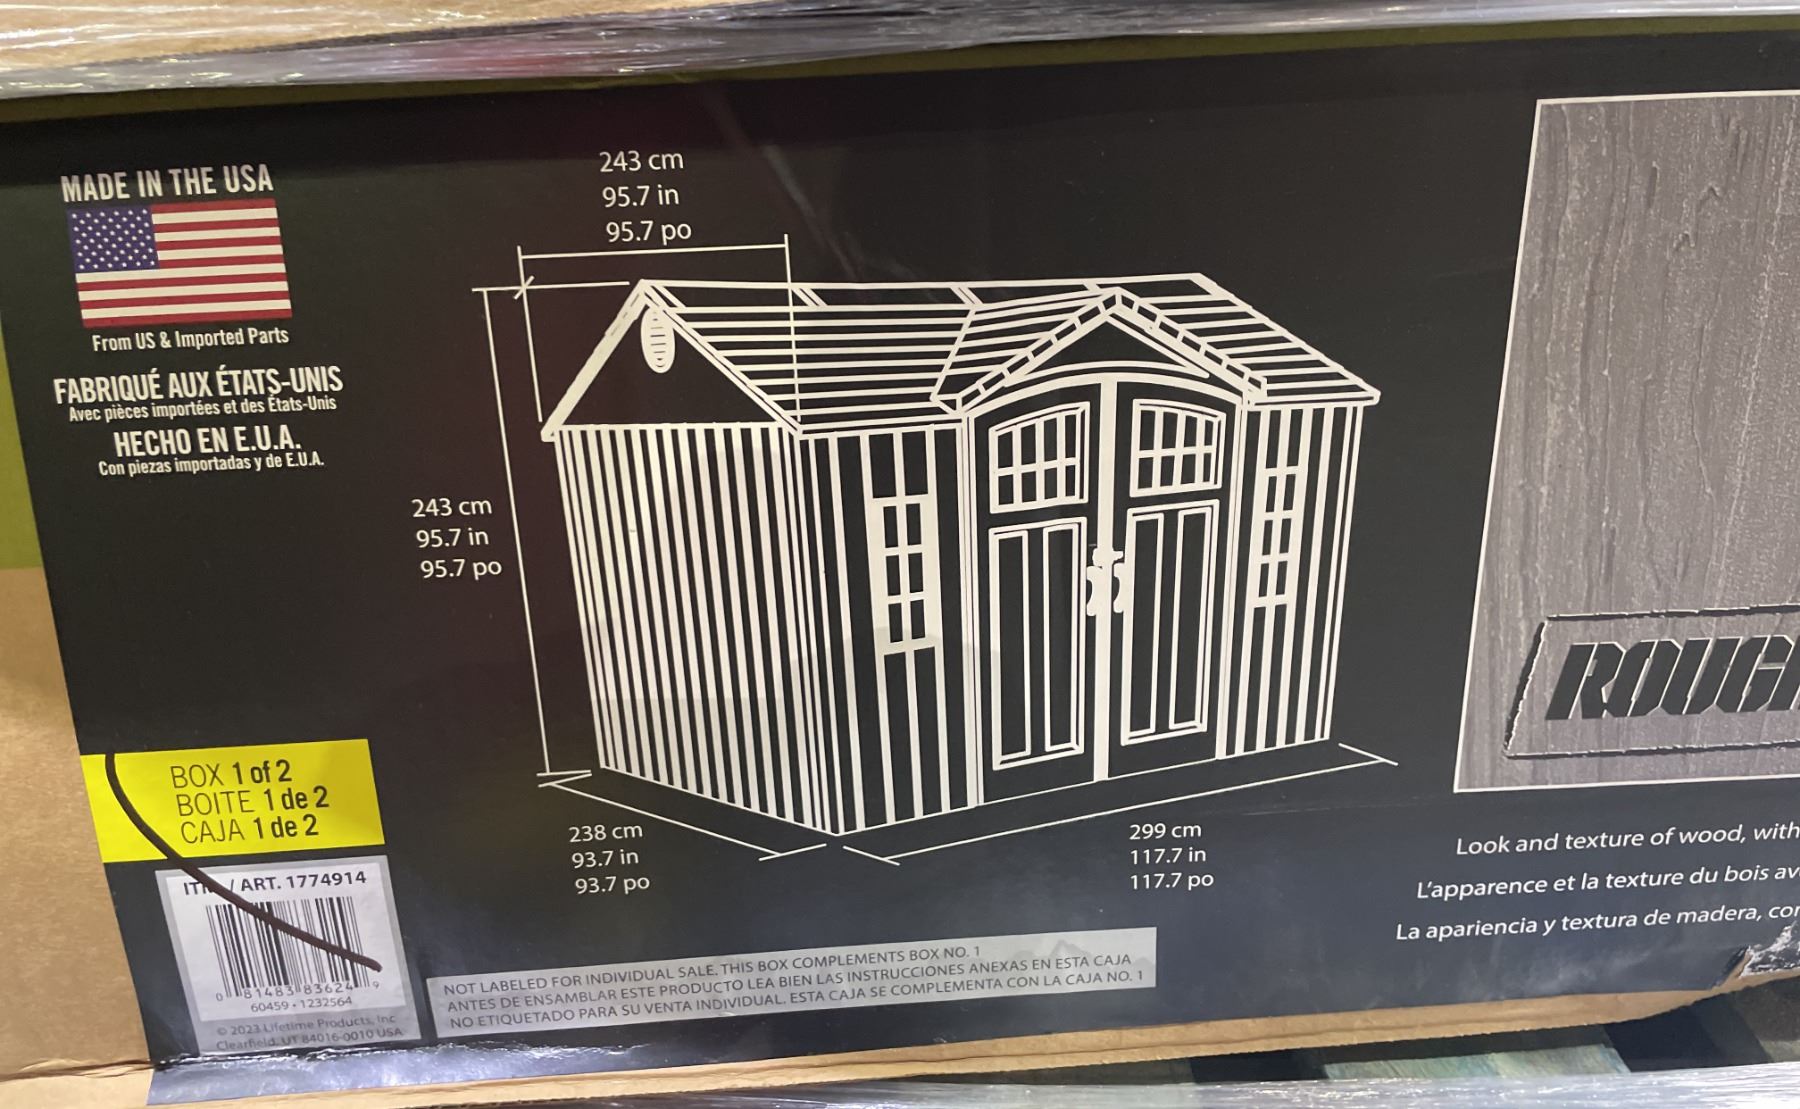 MADE IN THE USA
From US & Imported Parts
FABRIQUÉ AUX ÉTATS-UNIS
Avec pièces importées et des États-Unis
HECHO EN E.U.A.
Con piezas importadas y de E.U.A.
243 cm
95.7 in
95.7 po
243 cm
95.7 in
95.7 po
238 cm
93.7 in
93.7 po
299 cm
117.7 in
117.7 po
BOX 1 of 2
BOITE 1 de 2
CAJA 1 de 2
/ ART. 1774914
0 81483 83624 9
60459 • 1232564
© 2023 Lifetime Products, Inc
Clearfield, UT 84016-0010 USA
NOT LABELED FOR INDIVIDUAL SALE. THIS BOX COMPLEMENTS BOX NO. 1
ANTES DE ENSAMBLAR ESTE PRODUCTO LEA BIEN LAS INSTRUCCIONES ANEXAS EN ESTA CAJA
NO ETIQUETADO PARA SU VENTA INDIVIDUAL. ESTA CAJA SE COMPLEMENTA CON LA CAJA NO. 1
ROUGH
Look and texture of wood, with
L'apparence et la texture du bois av
La apariencia y textura de madera, con